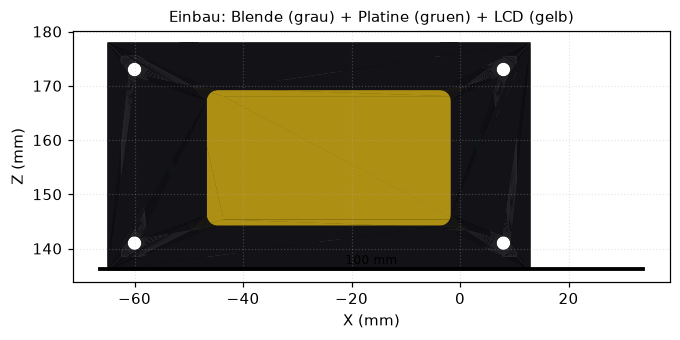 Einbau: Blende (grau) + Platine (gruen) + LCD (gelb)
180
170
160
150
140
Z (mm)
100 mm
−60
−40
−20
0
20
X (mm)